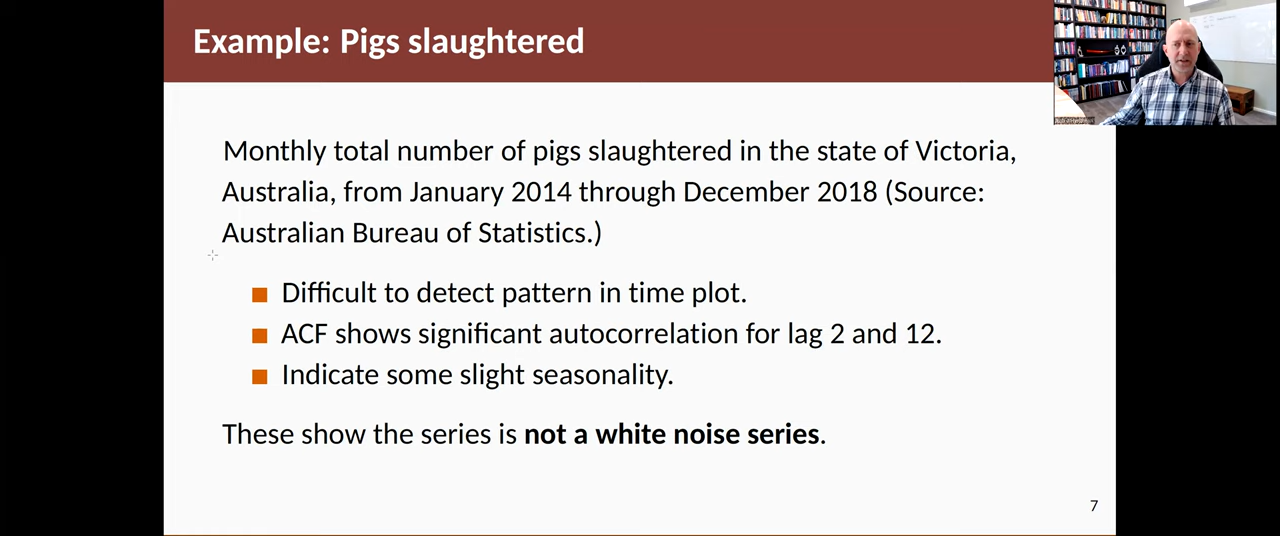 Example: Pigs slaughtered
Monthly total number of pigs slaughtered in the state of Victoria,
Australia, from January 2014 through December 2018 (Source:
Australian Bureau of Statistics.)
Difficult to detect pattern in time plot.
ACF shows significant autocorrelation for lag 2 and 12.
Indicate some slight seasonality.
These show the series is not a white noise series.
7